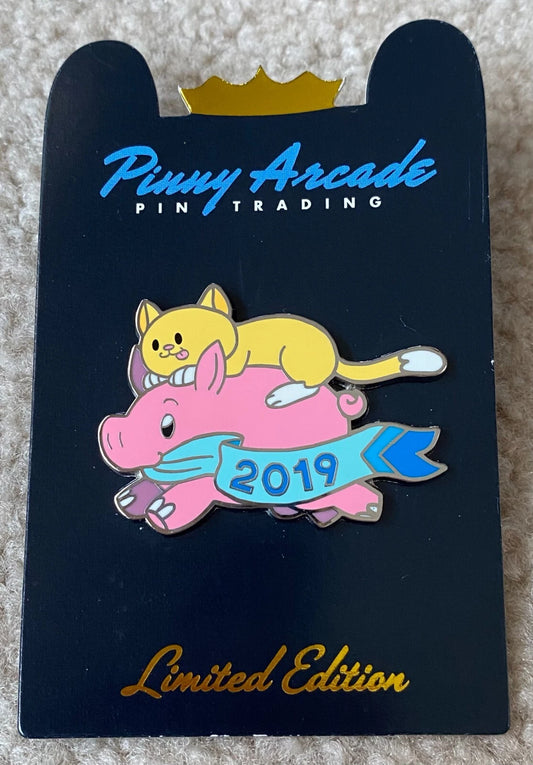 Pinny Arcade
PIN TRADING
2019
Limited Edition